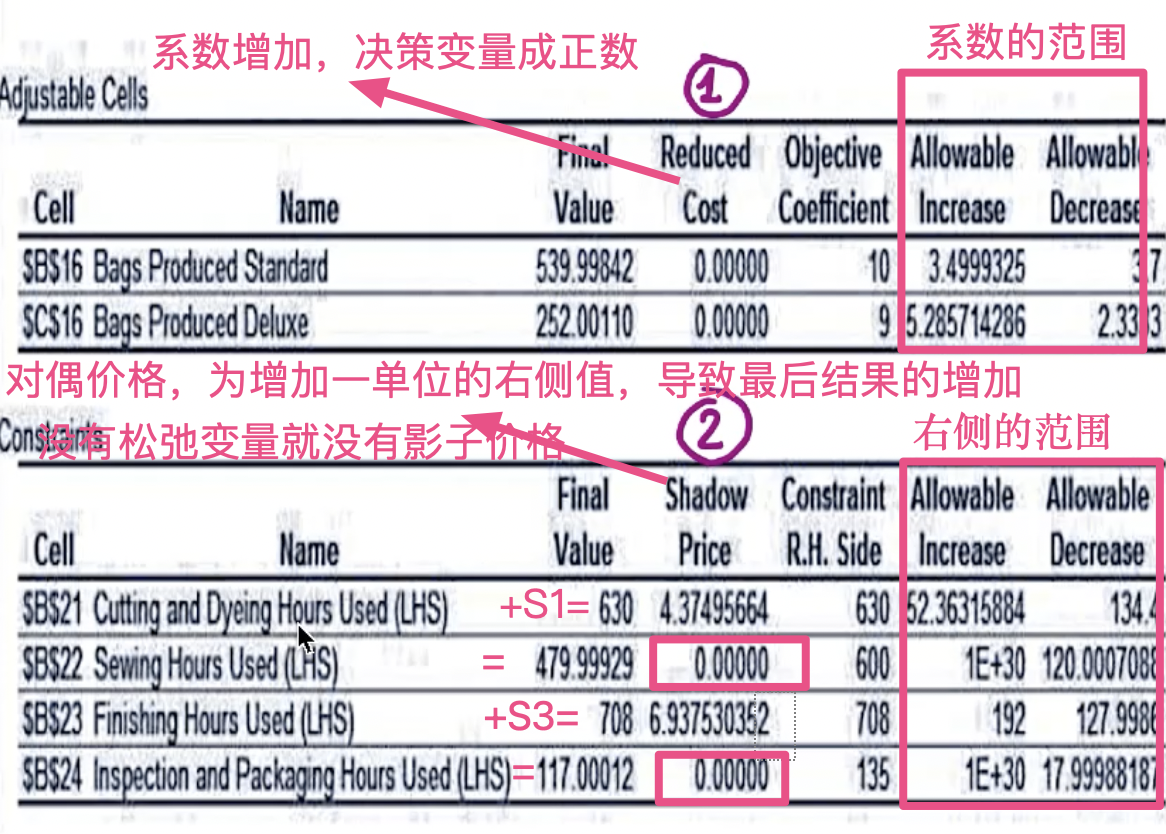 系数增加，决策变量成正数
系数的范围
Adjustable Cells
①
Final Reduced Objective Allowable Allowable
Cell Name Value Cost Coefficient Increase Decrease
$B$16 Bags Produced Standard 539.99842 0.00000 10 3.4999325 3.7
$C$16 Bags Produced Deluxe 252.00110 0.00000 9 5.285714286
对偶价格，为增加一单位的右侧值，导致最后结果的增加
Constraints
没有松弛变量就没有影子价格
②
右侧的范围
Final Shadow Constraint Allowable Allowable
Cell Name Value Price R.H. Side Increase Decrease
$B$21 Cutting and Dyeing Hours Used (LHS) +S1= 630 4.37495664 630 52.36315884 134.4
$B$22 Sewing Hours Used (LHS) = 479.99929 0.00000 600 1E+30 120.0007088
$B$23 Finishing Hours Used (LHS) +S3= 708 6.937530352 708 192 127.9986
$B$24 Inspection and Packaging Hours Used (LHS) = 117.00012 0.00000 135 1E+30 17.99988187